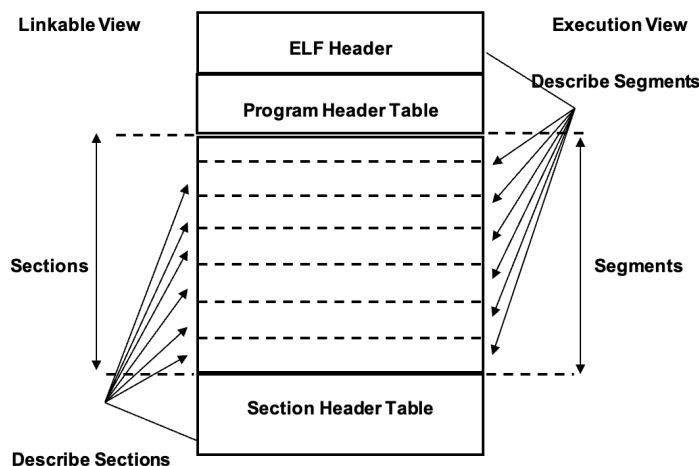 Linkable View
Execution View
ELF Header
Describe Segments
Program Header Table
Sections
Segments
Section Header Table
Describe Sections